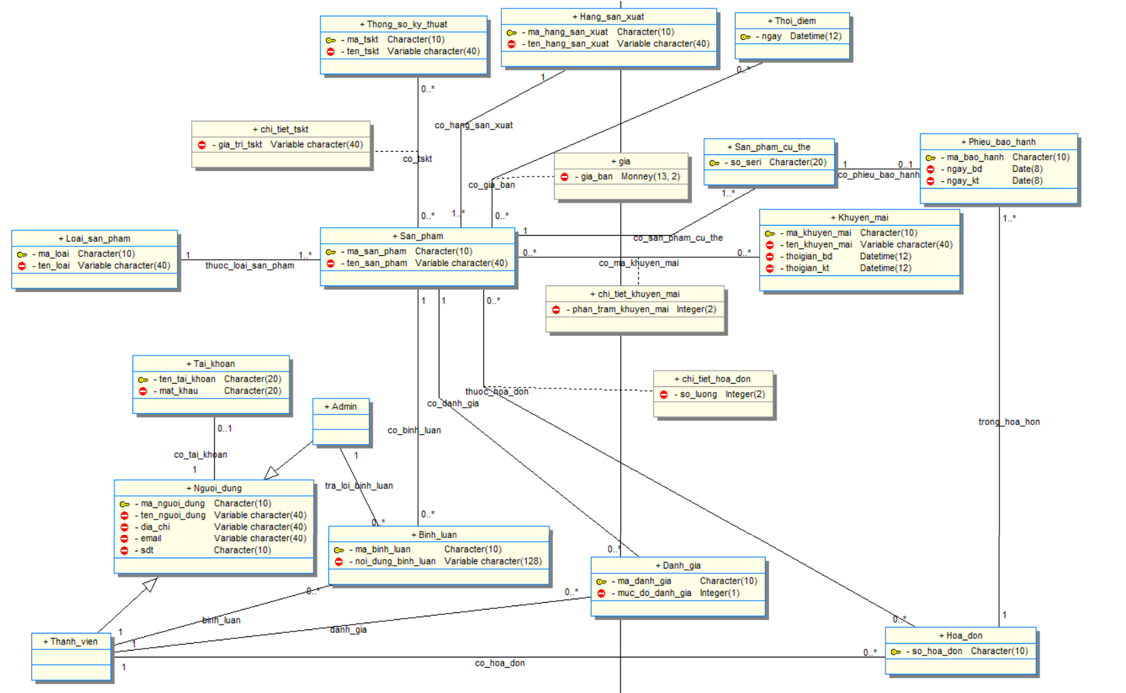 + Thong_so_ky_thuat
- ma_tskt Character(10)
- ten_tskt Variable character(40)
+ Hang_san_xuat
- ma_hang_san_xuat Character(10)
- ten_hang_san_xuat Variable character(40)
+ Thoi_diem
- ngay Datetime(12)
0..*
1
0..*
+ chi_tiet_tskt
- gia_tri_tskt Variable character(40)
co_hang_san_xuat
co_tskt
+ gia
- gia_ban Monney(13, 2)
co_gia_ban
+ San_pham_cu_the
- so_seri Character(20)
1
0..1
co_phieu_bao_hanh
+ Phieu_bao_hanh
- ma_bao_hanh Character(10)
- ngay_bd Date(8)
- ngay_kt Date(8)
1..*
0..*
1..*
0..*
1..*
+ Loai_san_pham
- ma_loai Character(10)
- ten_loai Variable character(40)
1
1..*
thuoc_loai_san_pham
+ San_pham
- ma_san_pham Character(10)
- ten_san_pham Variable character(40)
1
co_san_pham_cu_the
0..*
0..*
co_ma_khuyen_mai
+ Khuyen_mai
- ma_khuyen_mai Character(10)
- ten_khuyen_mai Variable character(40)
- thoigian_bd Datetime(12)
- thoigian_kt Datetime(12)
+ chi_tiet_khuyen_mai
- phan_tram_khuyen_mai Integer(2)
1
1
0..*
+ Tai_khoan
- ten_tai_khoan Character(20)
- mat_khau Character(20)
+ Admin
thuoc_hoa_don
+ chi_tiet_hoa_don
- so_luong Integer(2)
co_danh_gia
0..1
co_binh_luan
trong_hoa_hon
co_tai_khoan
1
1
+ Nguoi_dung
- ma_nguoi_dung Character(10)
- ten_nguoi_dung Variable character(40)
- dia_chi Variable character(40)
- email Variable character(40)
- sdt Character(10)
tra_loi_binh_luan
0..*
0..*
+ Binh_luan
- ma_binh_luan Character(10)
- noi_dung_binh_luan Variable character(128)
0..*
0..*
+ Danh_gia
- ma_danh_gia Character(10)
- muc_do_danh_gia Integer(1)
0..*
binh_luan
danh_gia
1
1
1
+ Thanh_vien
co_hoa_don
0..*
0..*
1
+ Hoa_don
- so_hoa_don Character(10)